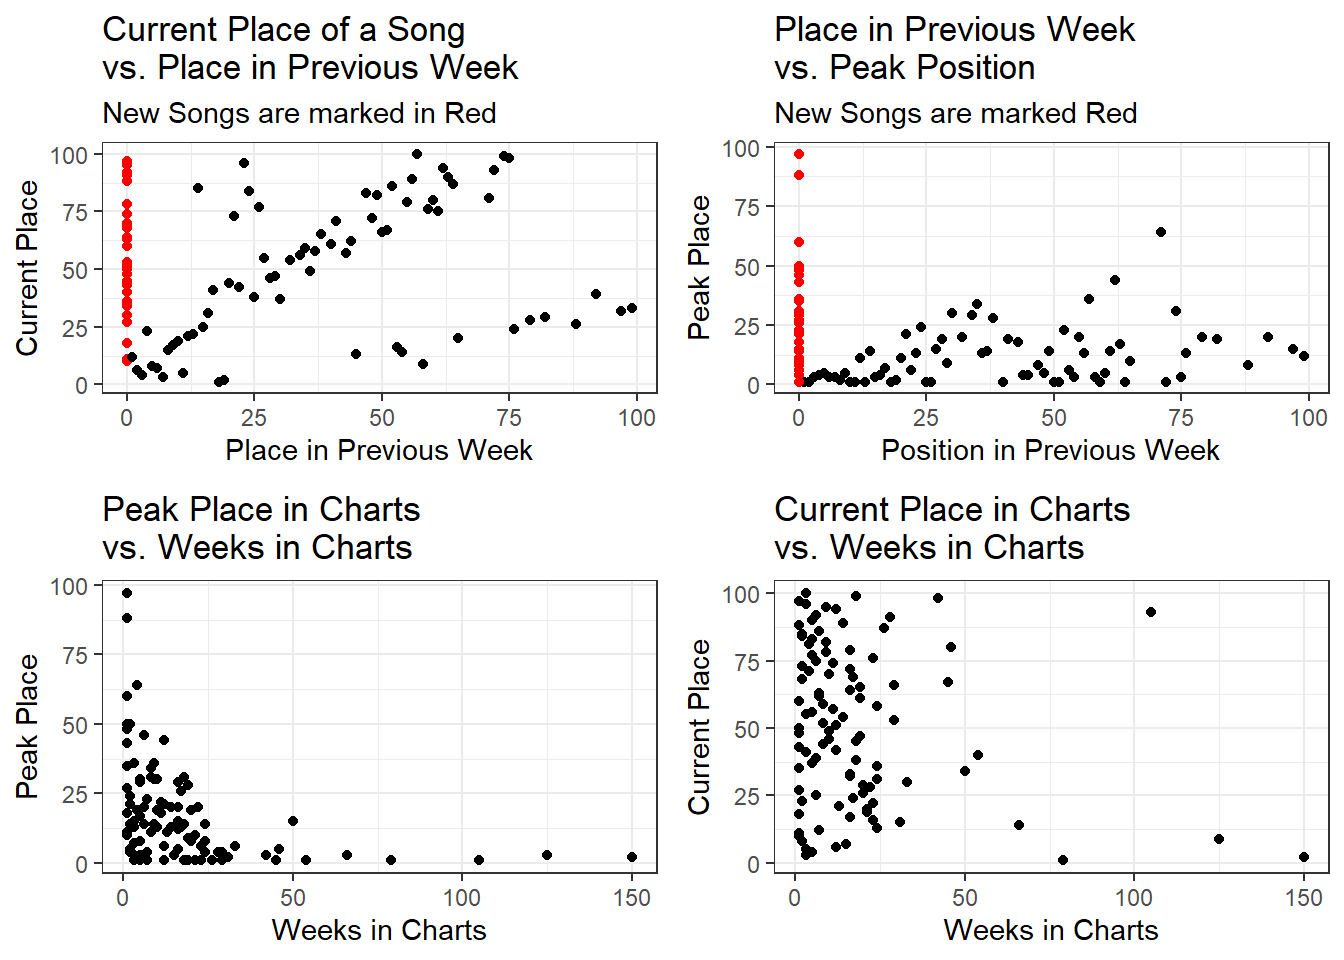 Current Place of a Song
vs. Place in Previous Week
New Songs are marked in Red
100
75
50
25
0
Current Place
0
25
50
75
100
Place in Previous Week
Place in Previous Week
vs. Peak Position
New Songs are marked Red
100
75
50
25
0
Peak Place
0
25
50
75
100
Position in Previous Week
Peak Place in Charts
vs. Weeks in Charts
100
75
50
25
0
Peak Place
0
50
100
150
Weeks in Charts
Current Place in Charts
vs. Weeks in Charts
100
75
50
25
0
Current Place
0
50
100
150
Weeks in Charts